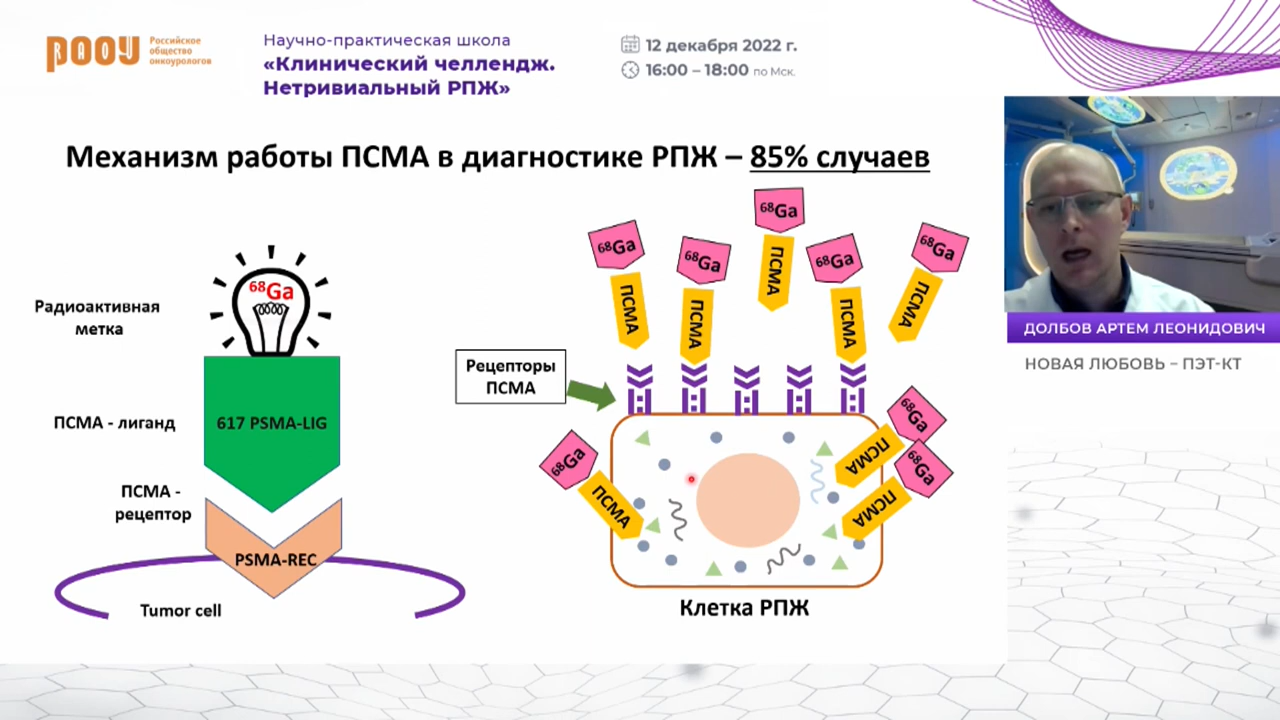 РАОУ
Российское
общество
онкоурологов
Научно-практическая школа
«Клинический челлендж.
Нетривиальный РПЖ»
12 декабря 2022 г.
16:00 – 18:00 по Мск.
Механизм работы ПСМА в диагностике РПЖ – 85% случаев
Радиоактивная
метка
68Ga
ПСМА - лиганд
617 PSMA-LIG
ПСМА -
рецептор
PSMA-REC
Tumor cell
68Ga
ПСМА
68Ga
ПСМА
68Ga
ПСМА
68Ga
ПСМА
68Ga
ПСМА
Рецепторы
ПСМА
68Ga
ПСМА
68Ga
ПСМА
68Ga
ПСМА
Клетка РПЖ
ДОЛБОВ АРТЕМ ЛЕОНИДОВИЧ
НОВАЯ ЛЮБОВЬ – ПЭТ-КТ